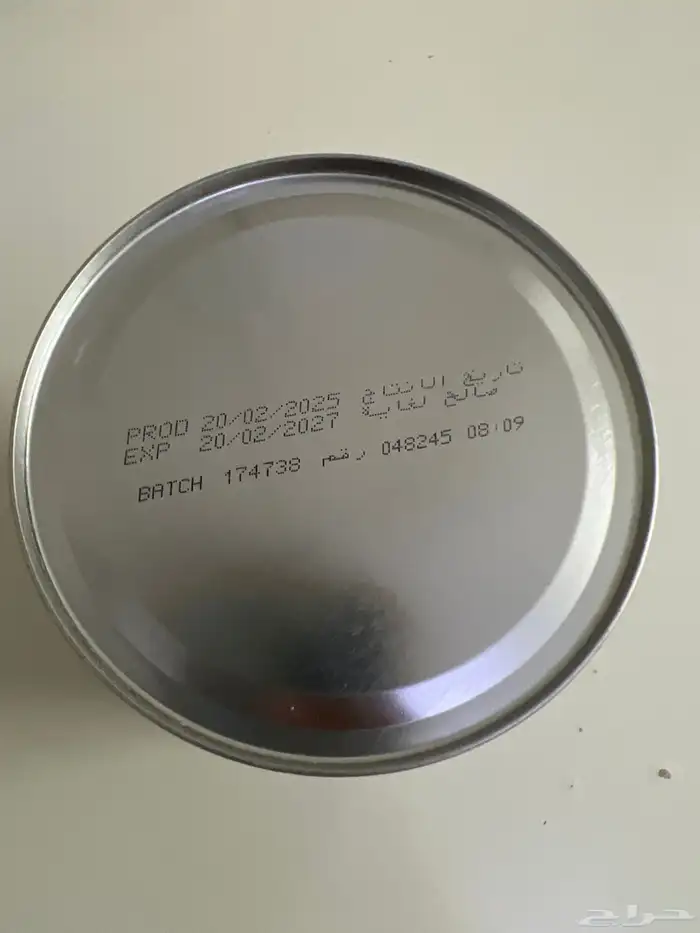 PROD 20/02/2025 تاريخ الانتاج
EXP 20/02/2027 صالح لغاية
BATCH 174738 رقم 048245 08:09
حراج